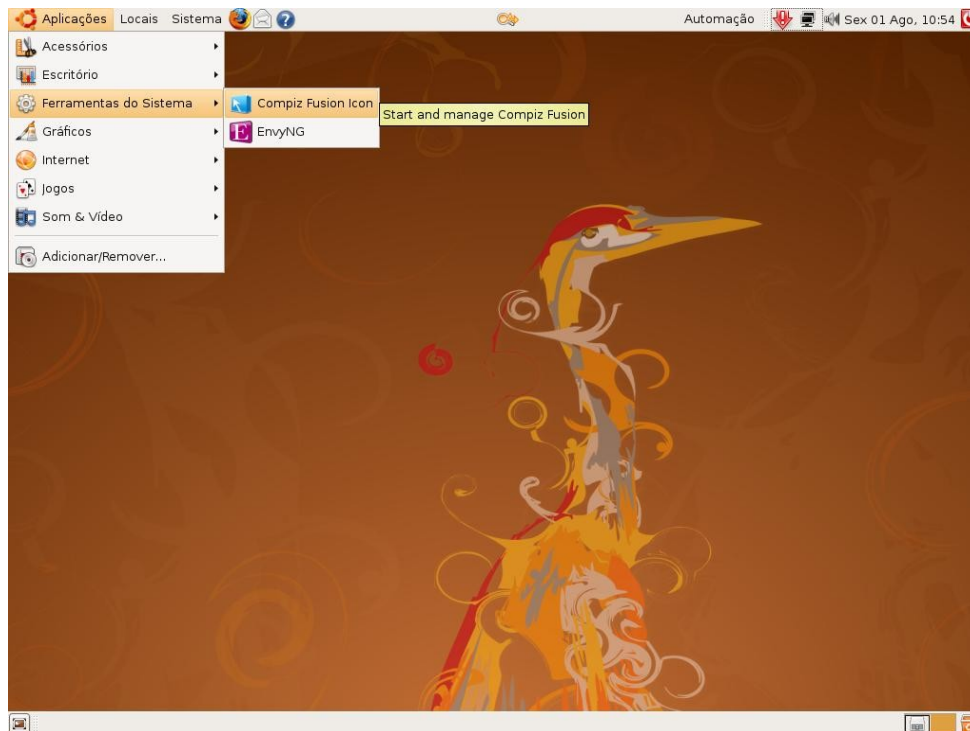 Aplicações Locais Sistema Automação Sex 01 Ago, 10:54
Acessórios
Escritório
Ferramentas do Sistema
Compiz Fusion Icon
Start and manage Compiz Fusion
Gráficos
EnvyNG
Internet
Jogos
Som & Vídeo
Adicionar/Remover...